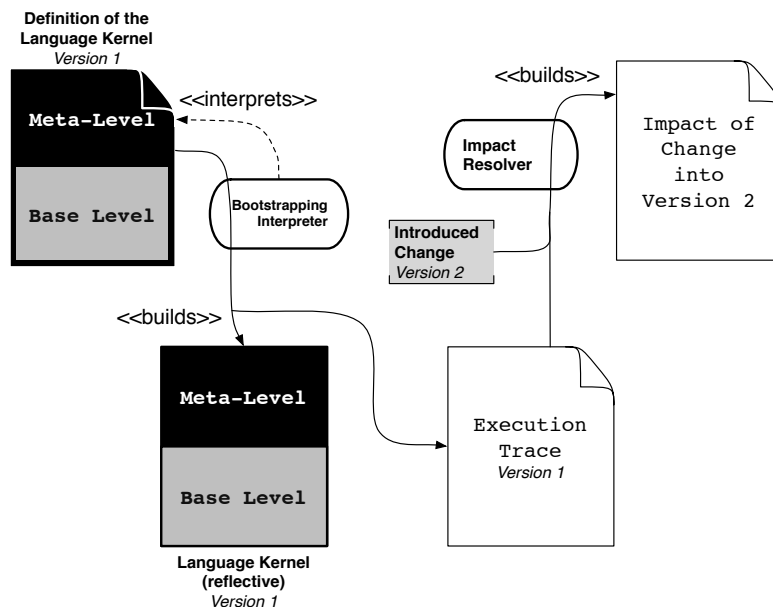 Definition of the
Language Kernel
Version 1
Meta-Level
Base Level
<<interprets>>
Bootstrapping
Interpreter
<<builds>>
Meta-Level
Base Level
Language Kernel
(reflective)
Version 1
<<builds>>
Impact
Resolver
Introduced
Change
Version 2
Impact of
Change
into
Version 2
Execution
Trace
Version 1